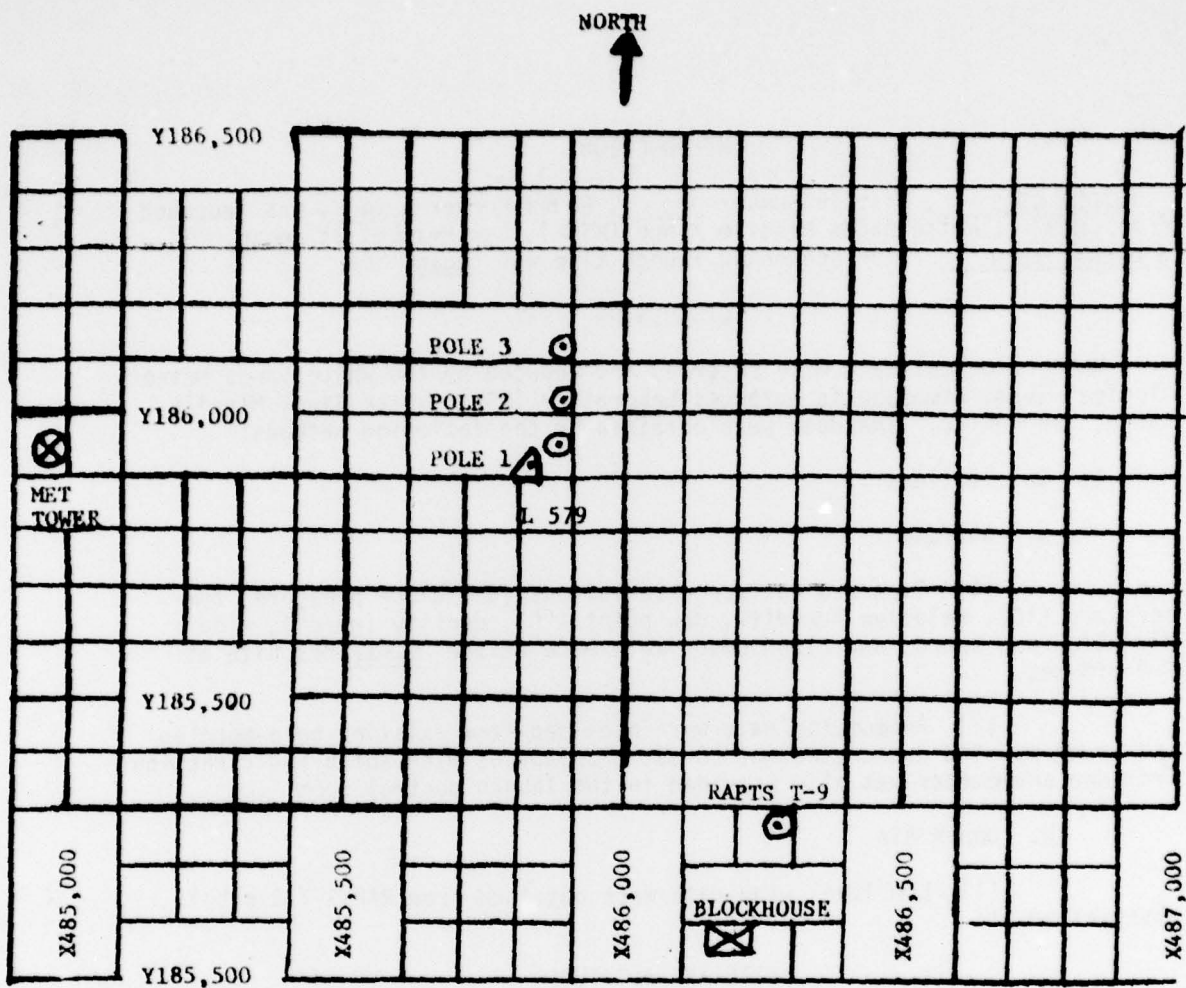 NORTH
Y186,500
POLE 3
POLE 2
Y186,000
POLE 1
MET
TOWER
L 579
Y185,500
RAPTS T-9
X485,000
X485,500
X486,000
X486,500
X487,000
BLOCKHOUSE
Y185,500